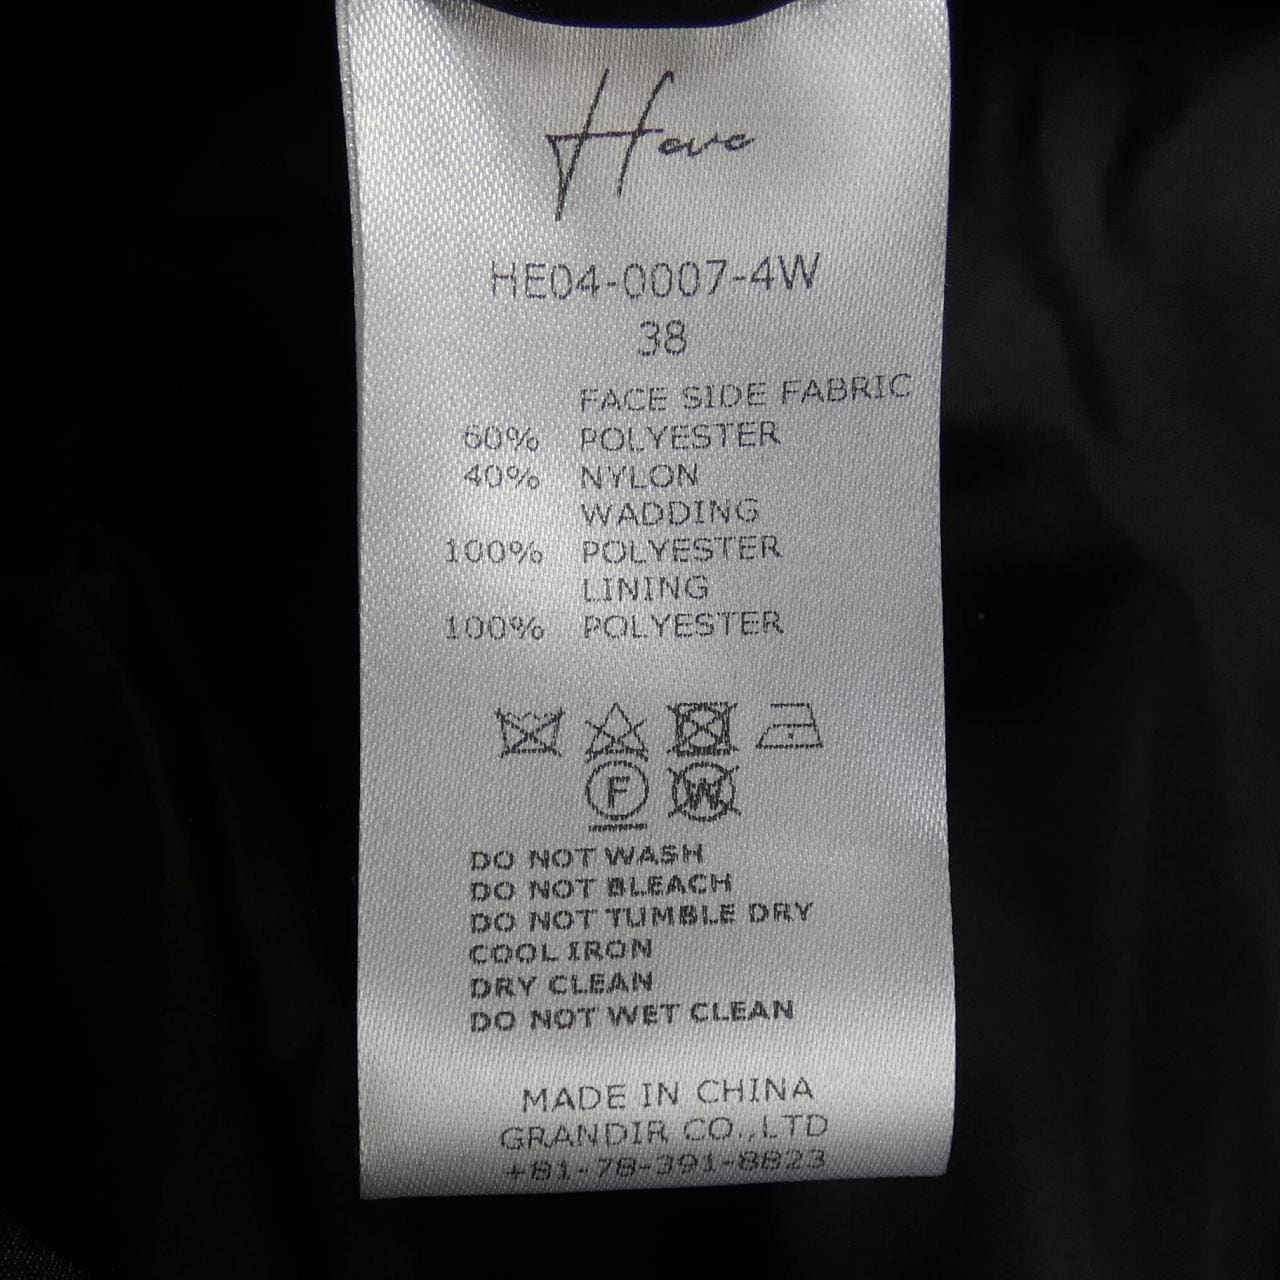 Heve
HE04-0007-4W
38
FACE SIDE FABRIC
60% POLYESTER
40% NYLON
WADDING
100% POLYESTER
LINING
100% POLYESTER
F W
DO NOT WASH
DO NOT BLEACH
DO NOT TUMBLE DRY
COOL IRON
DRY CLEAN
DO NOT WET CLEAN
MADE IN CHINA
GRANDIR CO.,LTD
+81-78-391-8823